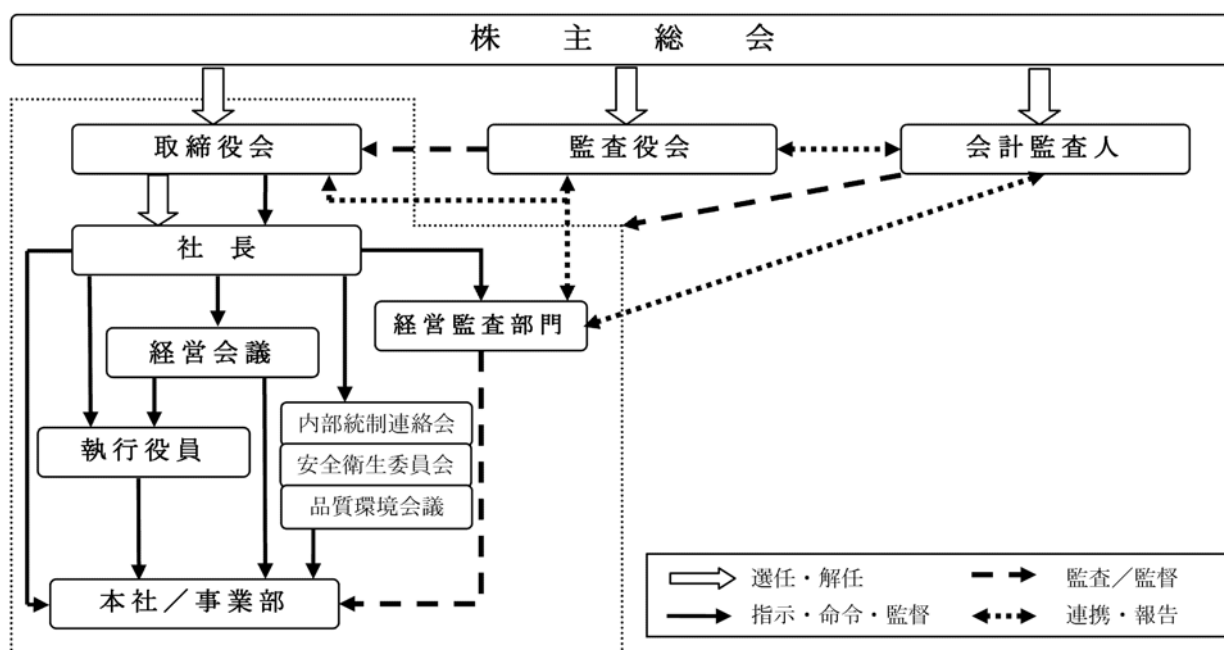 株主総会
取締役会
監査役会
会計監査人
社長
経営監査部門
経営会議
内部統制連絡会
執行役員
安全衛生委員会
品質環境会議
本社／事業部
選任・解任
監査／監督
指示・命令・監督
連携・報告